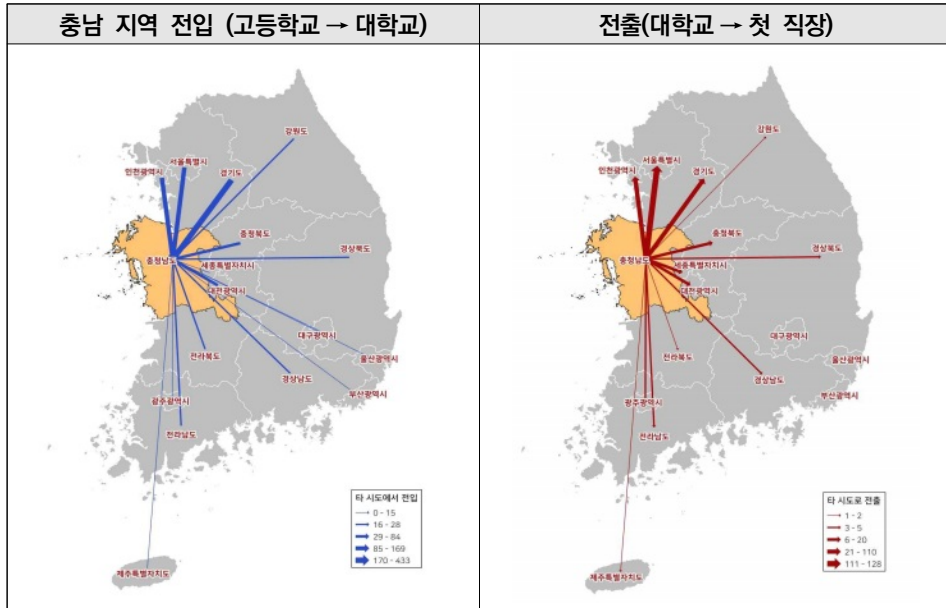 충남 지역 전입 (고등학교 → 대학교)
전출(대학교 → 첫 직장)
강원도
서울특별시
인천광역시
경기도
충청북도
충청남도
세종특별자치시
경상북도
대전광역시
대구광역시
울산광역시
전라북도
경상남도
부산광역시
광주광역시
전라남도
제주특별자치도
타 시도에서 전입
0 - 15
16 - 28
29 - 84
85 - 169
170 - 433
강원도
서울특별시
인천광역시
경기도
충청북도
충청남도
세종특별자치시
경상북도
대전광역시
대구광역시
울산광역시
전라북도
경상남도
부산광역시
광주광역시
전라남도
제주특별자치도
타 시도로 전출
1 - 2
3 - 5
6 - 20
21 - 110
111 - 128